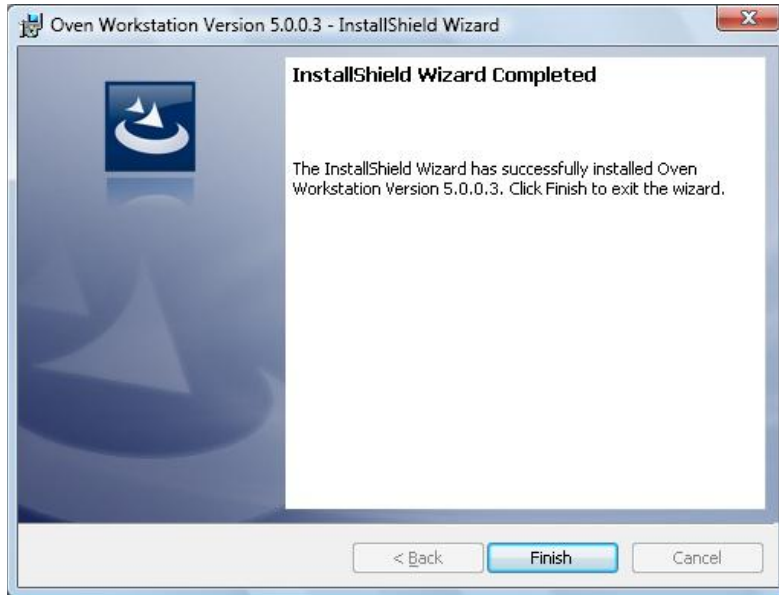 Oven Workstation Version 5.0.0.3 - InstallShield Wizard
InstallShield Wizard Completed
The InstallShield Wizard has successfully installed Oven
Workstation Version 5.0.0.3. Click Finish to exit the wizard.
< Back
Finish
Cancel